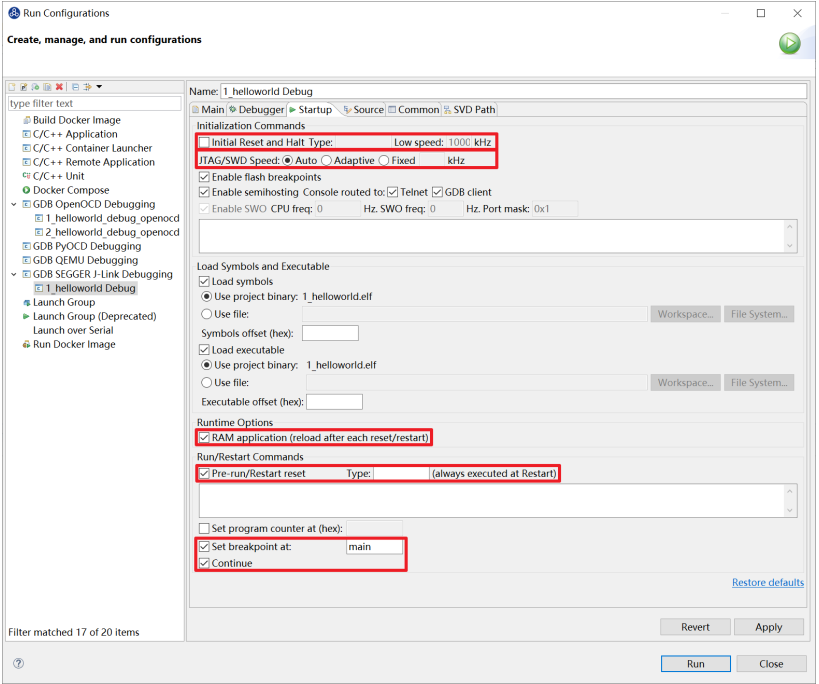 Run Configurations
Create, manage, and run configurations
type filter text
Build Docker Image
C/C++ Application
C/C++ Container Launcher
C/C++ Remote Application
C/C++ Unit
Docker Compose
GDB OpenOCD Debugging
1_helloworld_debug_openocd
2_helloworld_debug_openocd
GDB PyOCD Debugging
GDB QEMU Debugging
GDB SEGGER J-Link Debugging
1_helloworld Debug
Launch Group
Launch Group (Deprecated)
Launch over Serial
Run Docker Image
Filter matched 17 of 20 items
Name: 1_helloworld Debug
Main Debugger Startup Source Common SVD Path
Initialization Commands
Initial Reset and Halt Type: Low speed: 1000 kHz
JTAG/SWD Speed: Auto Adaptive Fixed kHz
Enable flash breakpoints
Enable semihosting Console routed to: Telnet GDB client
Enable SWO CPU freq: 0 Hz. SWO freq: 0 Hz. Port mask: 0x1
Load Symbols and Executable
Load symbols
Use project binary: 1_helloworld.elf
Use file: Workspace... File System...
Symbols offset (hex):
Load executable
Use project binary: 1_helloworld.elf
Use file: Workspace... File System...
Executable offset (hex):
Runtime Options
RAM application (reload after each reset/restart)
Run/Restart Commands
Pre-run/Restart reset Type: (always executed at Restart)
Set program counter at (hex):
Set breakpoint at: main
Continue
Restore defaults
Revert Apply
Run Close